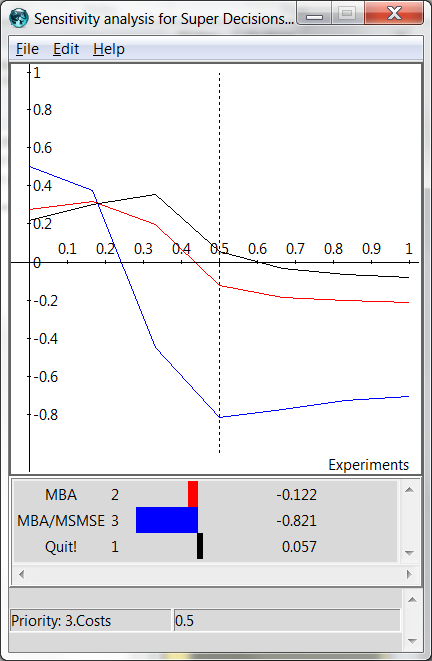 Sensitivity analysis for Super Decisions...
File Edit Help
1
0.8
0.6
0.4
0.2
0.1 0.2 0.3 0.4 0.5 0.6 0.7 0.8 0.9 1
0
-0.2
-0.4
-0.6
-0.8
Experiments
MBA 2 -0.122
MBA/MSMSE 3 -0.821
Quit! 1 0.057
Priority: 3.Costs 0.5